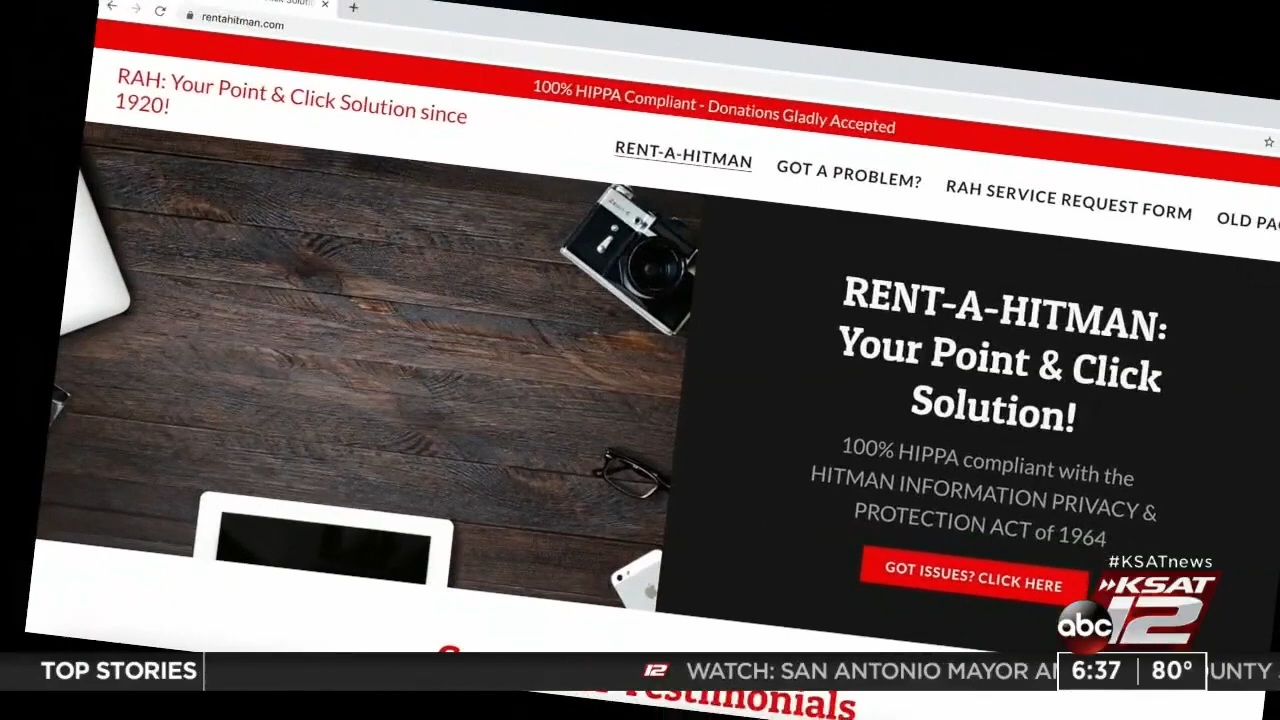 rentahitman.com
100% HIPPA Compliant - Donations Gladly Accepted
RAH: Your Point & Click Solution since
1920!
RENT-A-HITMAN
GOT A PROBLEM?
RAH SERVICE REQUEST FORM
OLD PA
RENT-A-HITMAN:
Your Point & Click
Solution!
100% HIPPA compliant with the
HITMAN INFORMATION PRIVACY &
PROTECTION ACT of 1964
GOT ISSUES? CLICK HERE
#KSATnews
KSAT
abc 12
Testimonials
TOP STORIES
12 WATCH: SAN ANTONIO MAYOR A
6:37 80°
OUNTY